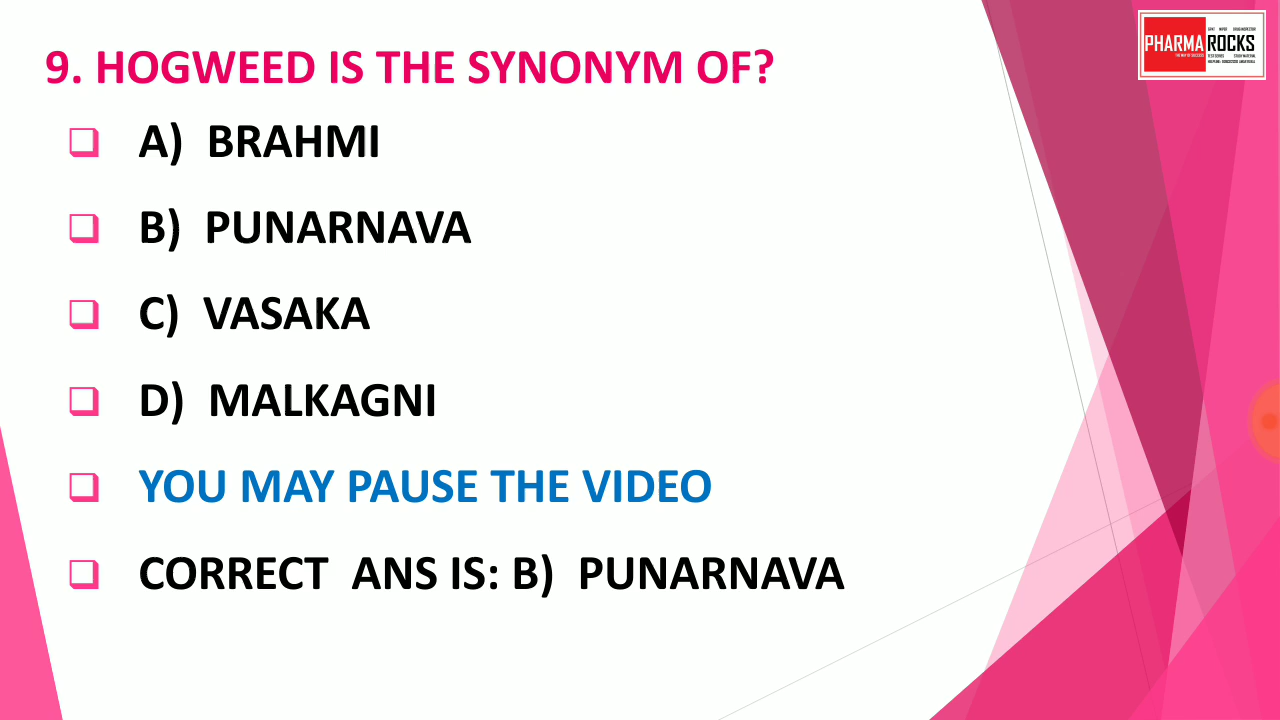 9. HOGWEED IS THE SYNONYM OF?
A) BRAHMI
B) PUNARNAVA
C) VASAKA
D) MALKAGNI
YOU MAY PAUSE THE VIDEO
CORRECT ANS IS: B) PUNARNAVA
PHARMA ROCKS